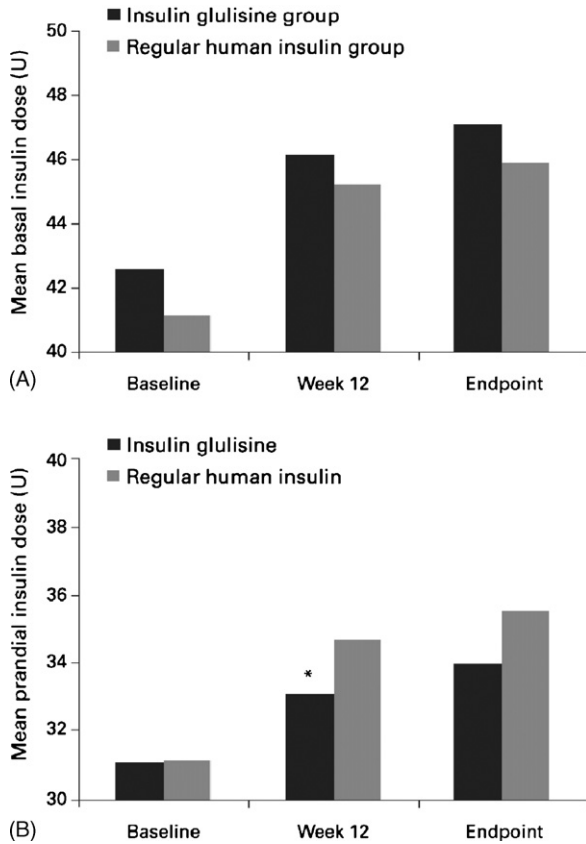 Insulin glulisine group
Regular human insulin group
Mean basal insulin dose (U)
50
48
46
44
42
40
Baseline Week 12 Endpoint
(A)
Insulin glulisine
Regular human insulin
Mean prandial insulin dose (U)
40
38
36
34
32
30
*
Baseline Week 12 Endpoint
(B)